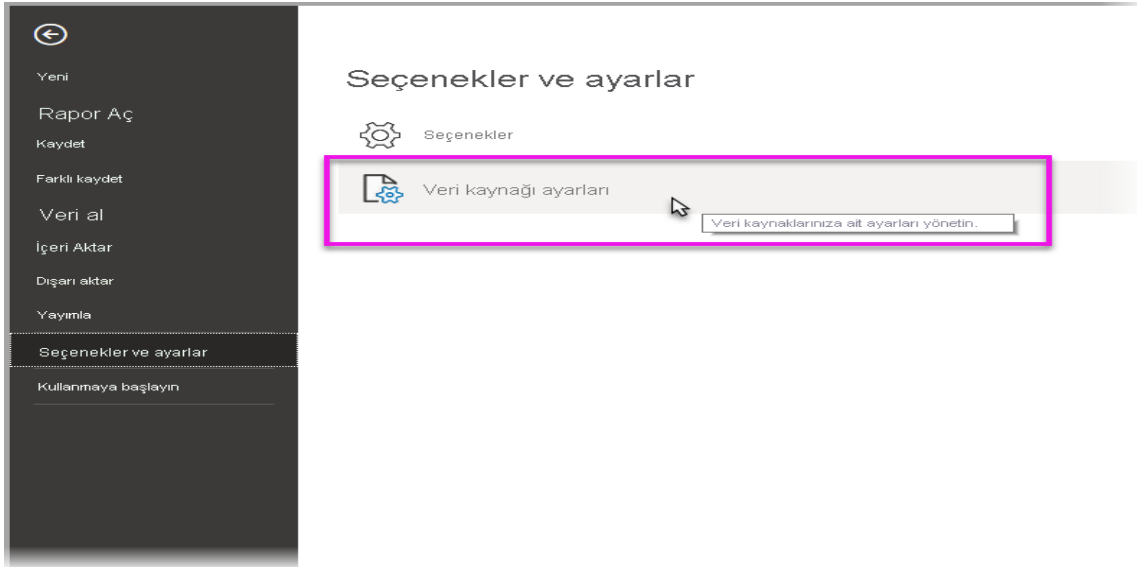 Yeni
Rapor Aç
Kaydet
Farklı kaydet
Veri al
İçeri Aktar
Dışarı aktar
Yayımla
Seçenekler ve ayarlar
Kullanmaya başlayın
Seçenekler ve ayarlar
Seçenekler
Veri kaynağı ayarları
Veri kaynaklarınıza ait ayarları yönetin.